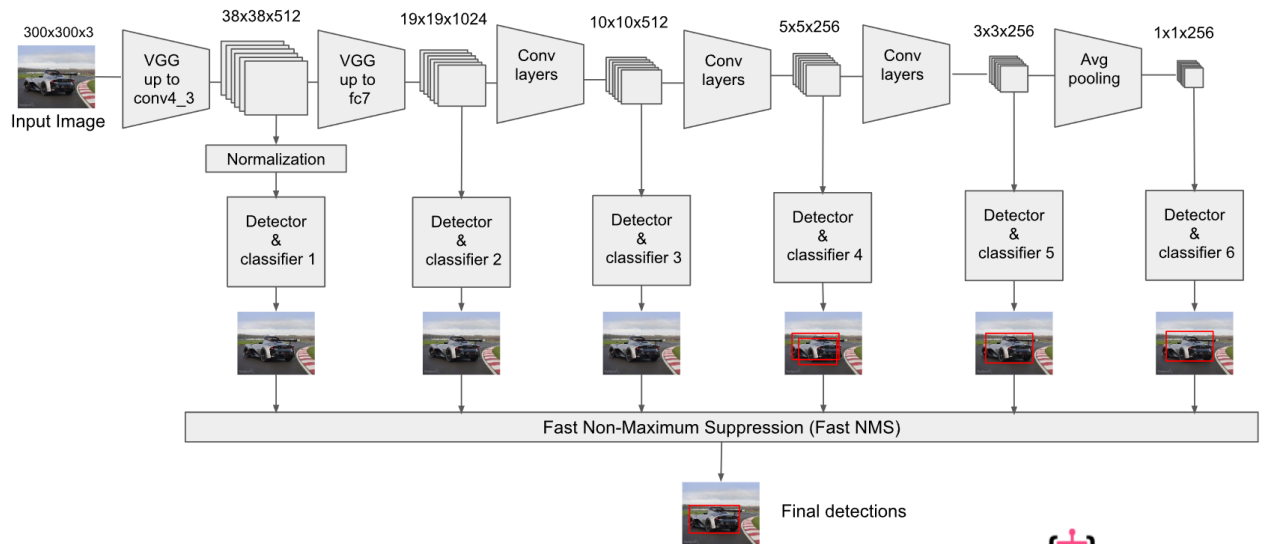 300x300x3
38x38x512
19x19x1024
10x10x512
5x5x256
3x3x256
1x1x256
VGG
up to
conv4_3
VGG
up to
fc7
Conv
layers
Conv
layers
Conv
layers
Avg
pooling
Input Image
Normalization
Detector
&
classifier 1
Detector
&
classifier 2
Detector
&
classifier 3
Detector
&
classifier 4
Detector
&
classifier 5
Detector
&
classifier 6
Fast Non-Maximum Suppression (Fast NMS)
Final detections